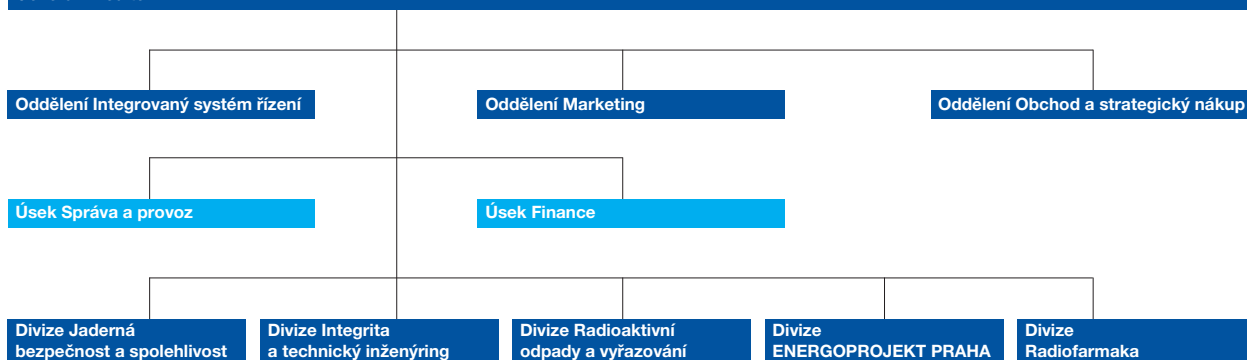 Oddělení Integrovaný systém řízení
Oddělení Marketing
Oddělení Obchod a strategický nákup
Úsek Správa a provoz
Úsek Finance
Divize Jaderná
bezpečnost a spolehlivost
Divize Integrita
a technický inženýring
Divize Radioaktivní
odpady a vyřazování
Divize
ENERGOPROJEKT PRAHA
Divize
Radiofarmaka